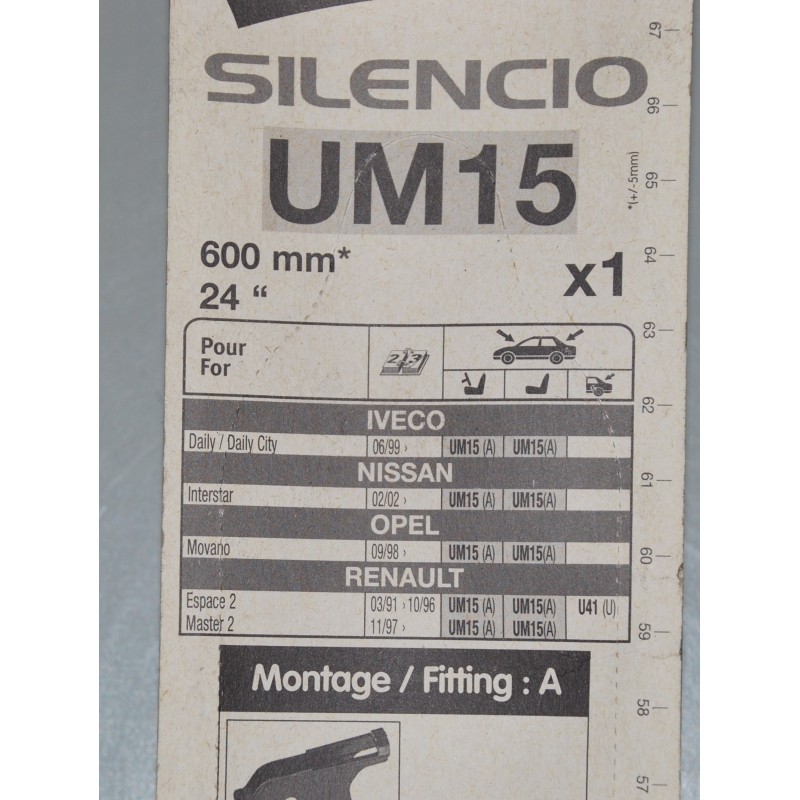 SILENCIO
UM15
600 mm*
24 “
x1
*(+/-5mm)
Pour
For
213
IVECO
Daily / Daily City 06/99 › UM15 (A) UM15(A)
NISSAN
Interstar 02/02 › UM15 (A) UM15(A)
OPEL
Movano 09/98 › UM15 (A) UM15(A)
RENAULT
Espace 2 03/91 › 10/96 UM15 (A) UM15(A) U41 (U)
Master 2 11/97 › UM15 (A) UM15(A)
Montage / Fitting : A
67
66
65
64
63
62
61
60
59
58
57